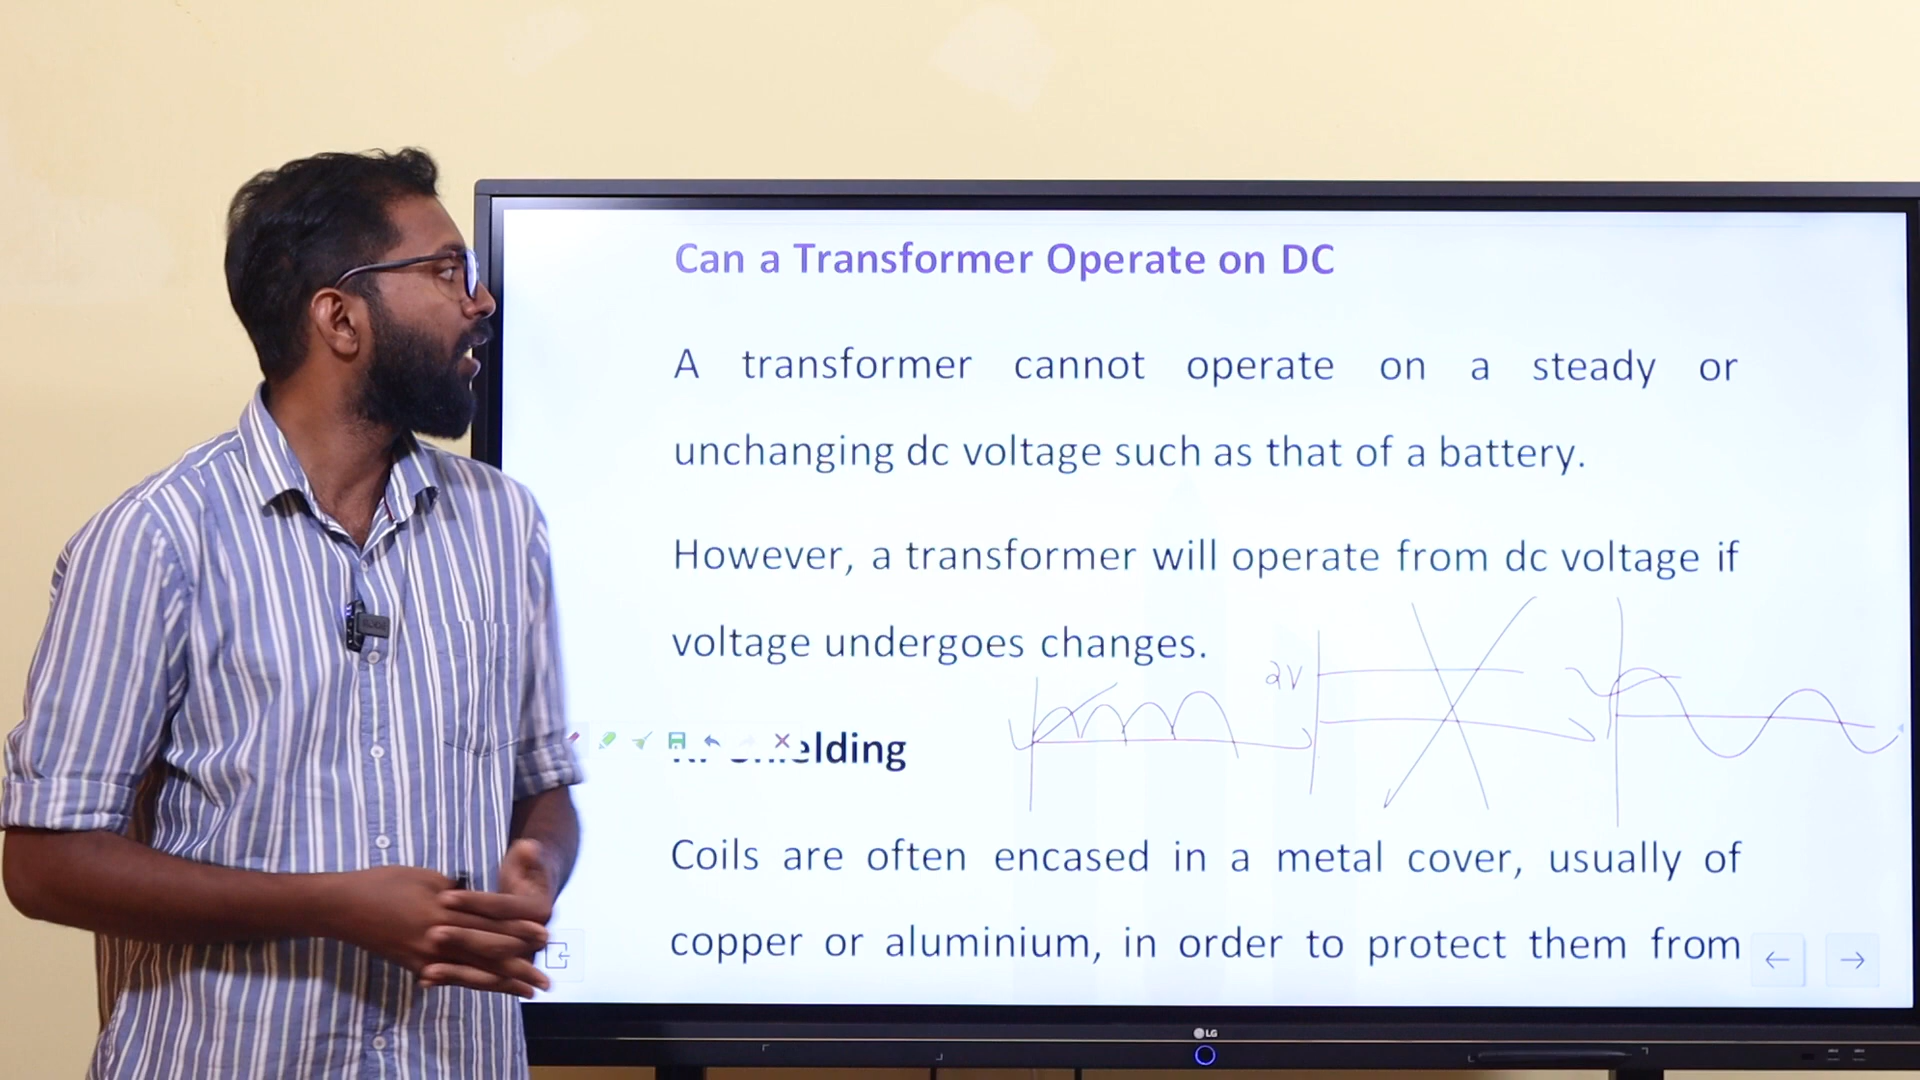 Can a Transformer Operate on DC
A transformer cannot operate on a steady or
unchanging dc voltage such as that of a battery.
However, a transformer will operate from dc voltage if
voltage undergoes changes.
2V
elding
Coils are often encased in a metal cover, usually of
copper or aluminium, in order to protect them from
LG